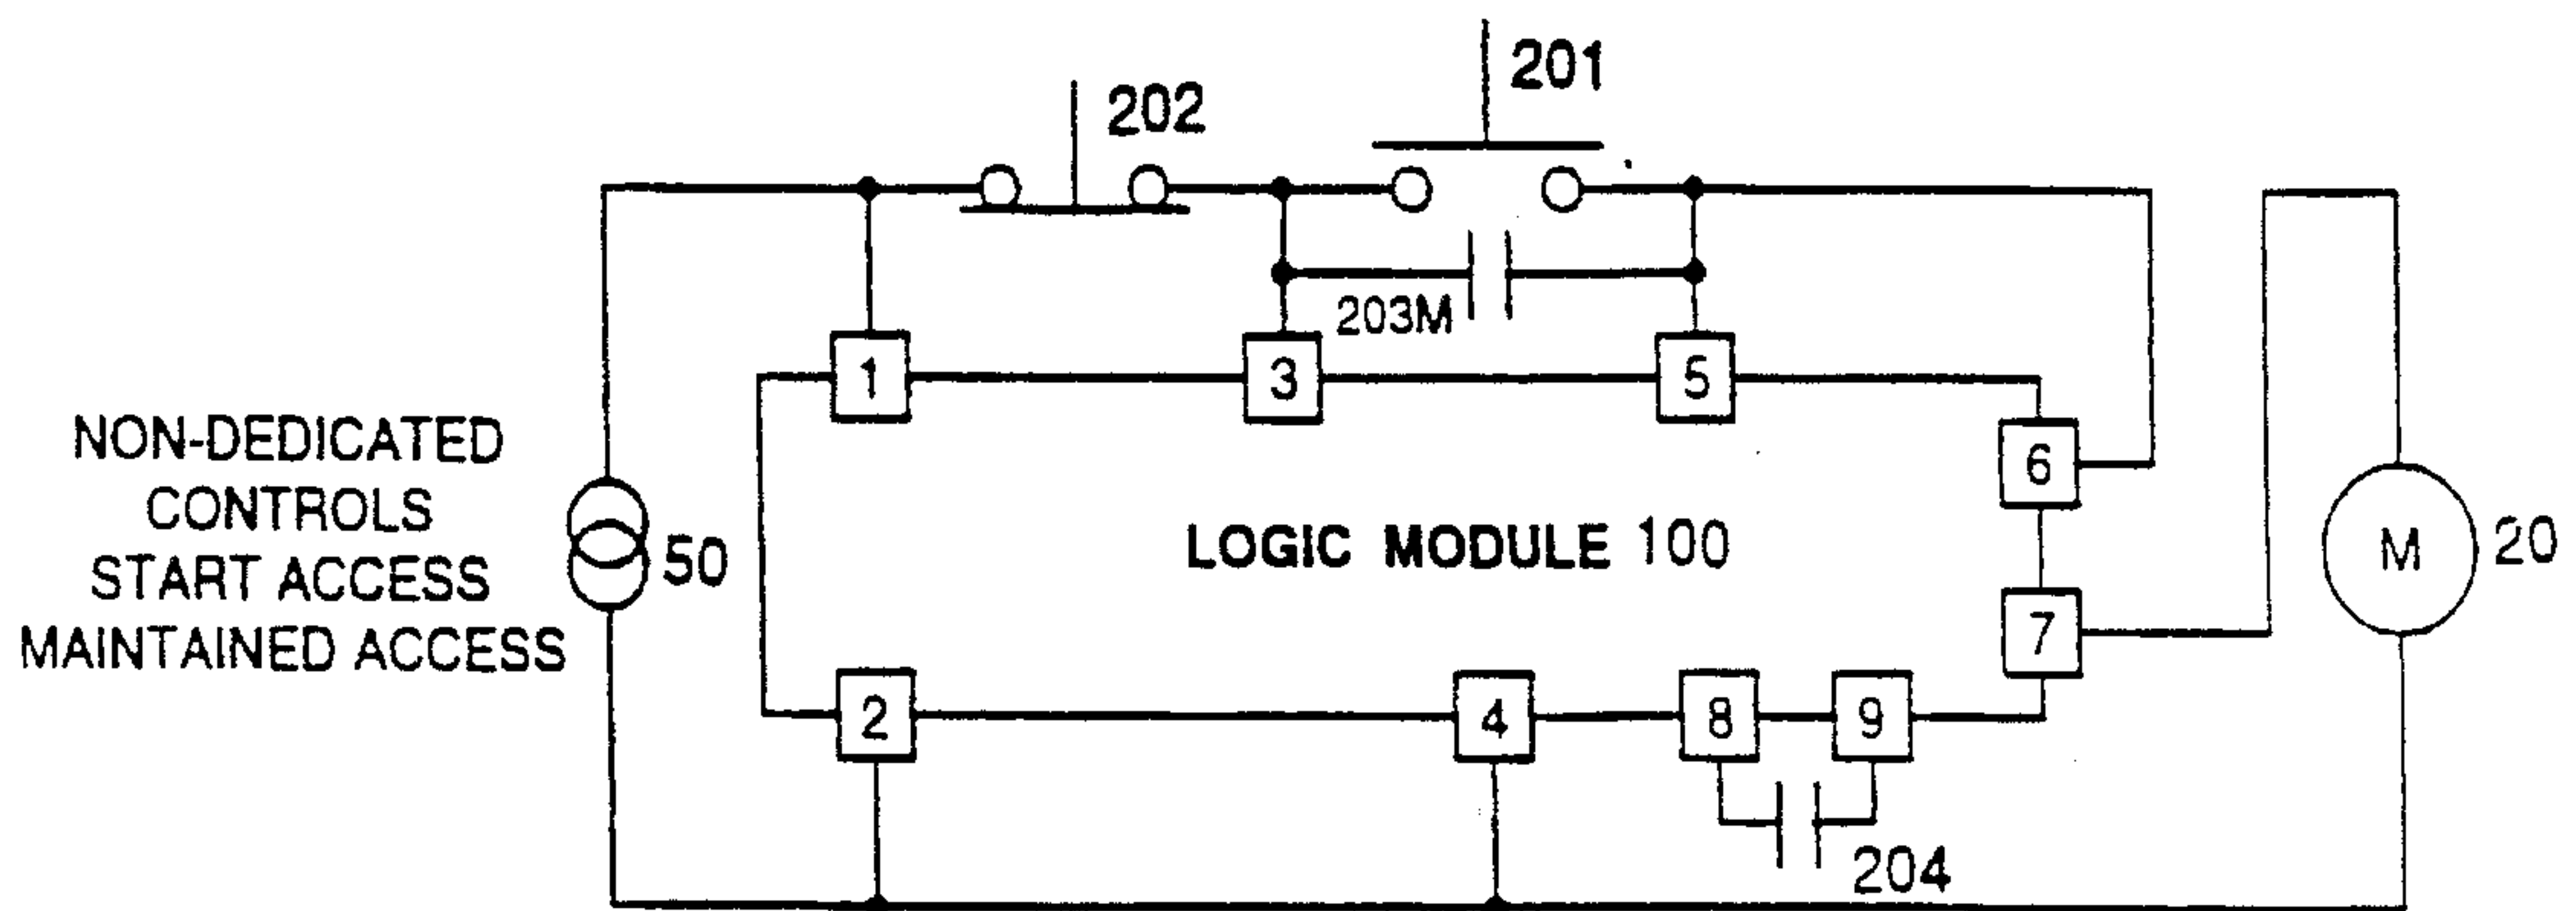 201
202
203M
1
3
5
NON-DEDICATED
CONTROLS
START ACCESS
MAINTAINED ACCESS
50
LOGIC MODULE 100
6
M
20
7
2
4
8
9
204